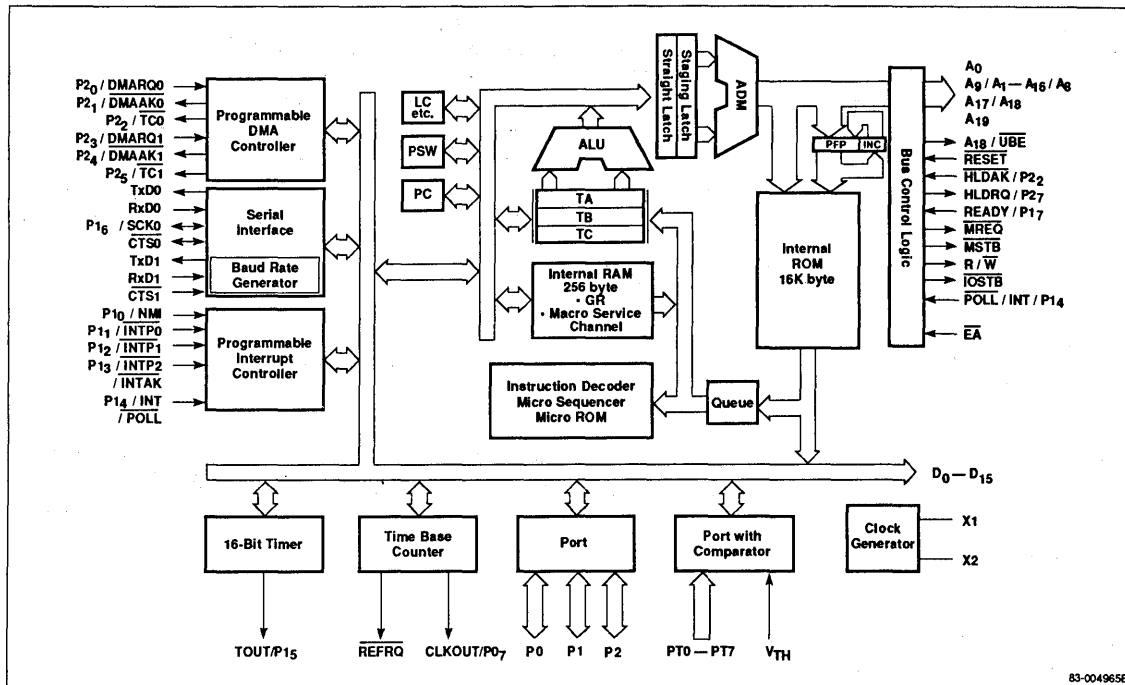 P20 / DMARQ0
P21 / DMAAK0
P22 / TC0
P23 / DMARQ1
P24 / DMAAK1
P25 / TC1
Programmable
DMA
Controller
TxD0
RxD0
P16 / SCK0
CTS0
TxD1
RxD1
CTS1
Serial
Interface
Baud Rate
Generator
P10 / NMI
P11 / INTP0
P12 / INTP1
P13 / INTP2
/ INTAK
P14 / INT
/ POLL
Programmable
Interrupt
Controller
LC
etc.
PSW
PC
ALU
TA
TB
TC
Internal RAM
256 byte
• GR
• Macro Service
Channel
Instruction Decoder
Micro Sequencer
Micro ROM
Queue
Straight Latch
Staging Latch
ADM
PFP
INC
Internal
ROM
16K byte
Bus Control Logic
A0
A9 / A1 — A16 / A8
A17 / A18
A19
A18 / UBE
RESET
HLDAK / P22
HLDRQ / P27
READY / P17
MREQ
MSTB
R / W
IOSTB
POLL / INT / P14
EA
D0 — D15
16-Bit Timer
Time Base
Counter
Port
Port with
Comparator
Clock
Generator
X1
X2
TOUT/P15
REFRQ
CLKOUT/P07
P0
P1
P2
PT0 — PT7
VTH
83-004965B